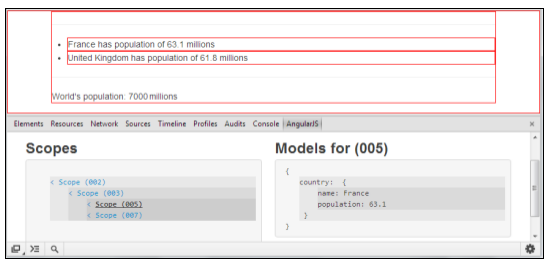 France has population of 63.1 millions
United Kingdom has population of 61.8 millions
World's population: 7000 millions
Elements Resources Network Sources Timeline Profiles Audits Console AngularJS ×
Scopes
Models for (005)
< Scope (002)
< Scope (003)
< Scope (005)
< Scope (007)
{
country: {
name: France
population: 63.1
}
}